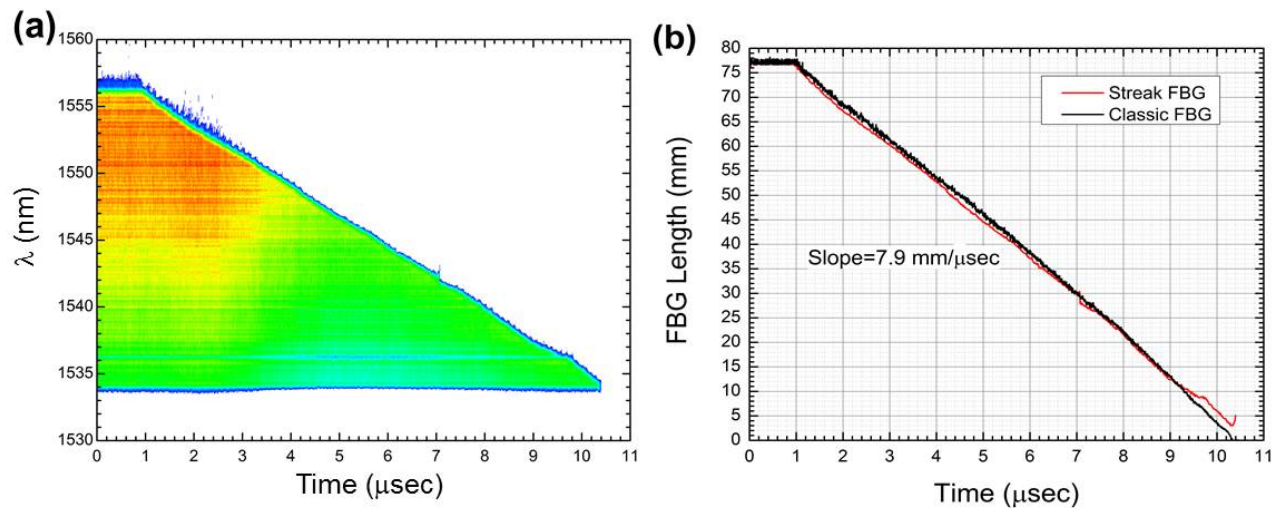 (a)
1560
1555
1550
1545
1540
1535
1530
λ (nm)
0 1 2 3 4 5 6 7 8 9 10 11
Time (μsec)
(b)
80
75
70
65
60
55
50
45
40
35
30
25
20
15
10
5
0
FBG Length (mm)
Streak FBG
Classic FBG
Slope=7.9 mm/μsec
0 1 2 3 4 5 6 7 8 9 10 11
Time (μsec)